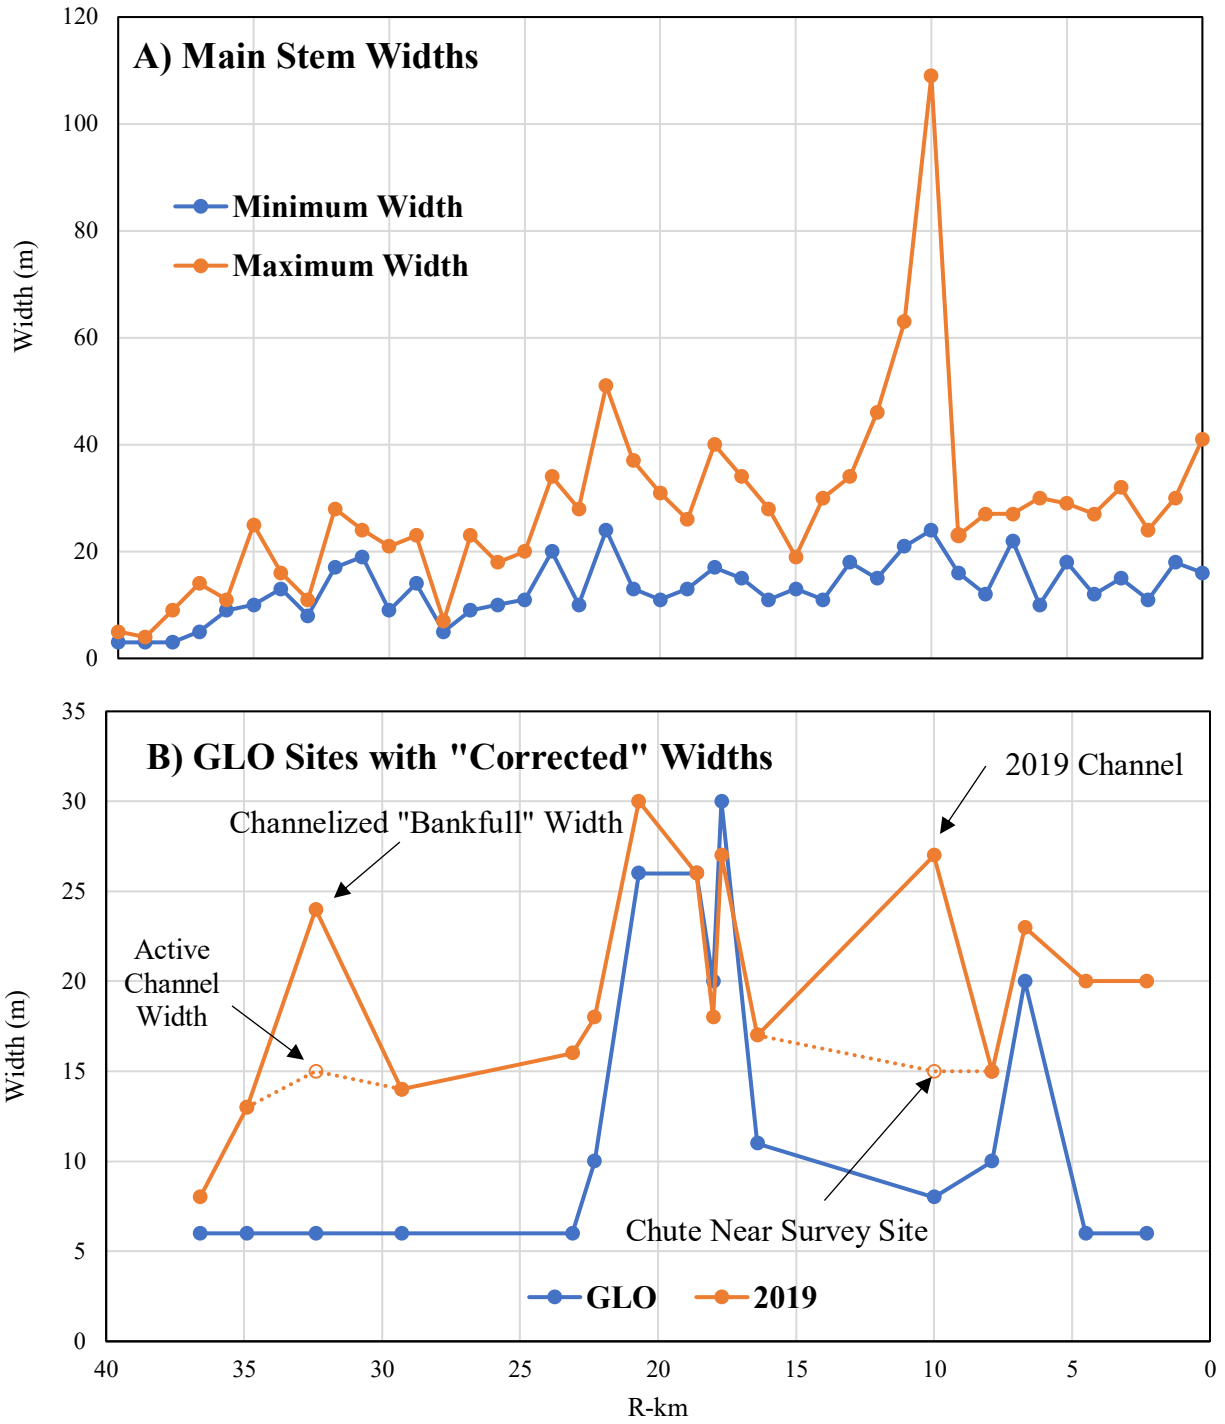 120
A) Main Stem Widths
100
80
60
40
20
0
Width (m)
Minimum Width
Maximum Width
35
B) GLO Sites with "Corrected" Widths
2019 Channel
30
Channelized "Bankfull" Width
25
Active
Channel
Width
20
15
10
Chute Near Survey Site
5
GLO
2019
0
Width (m)
40
35
30
25
20
15
10
5
0
R-km